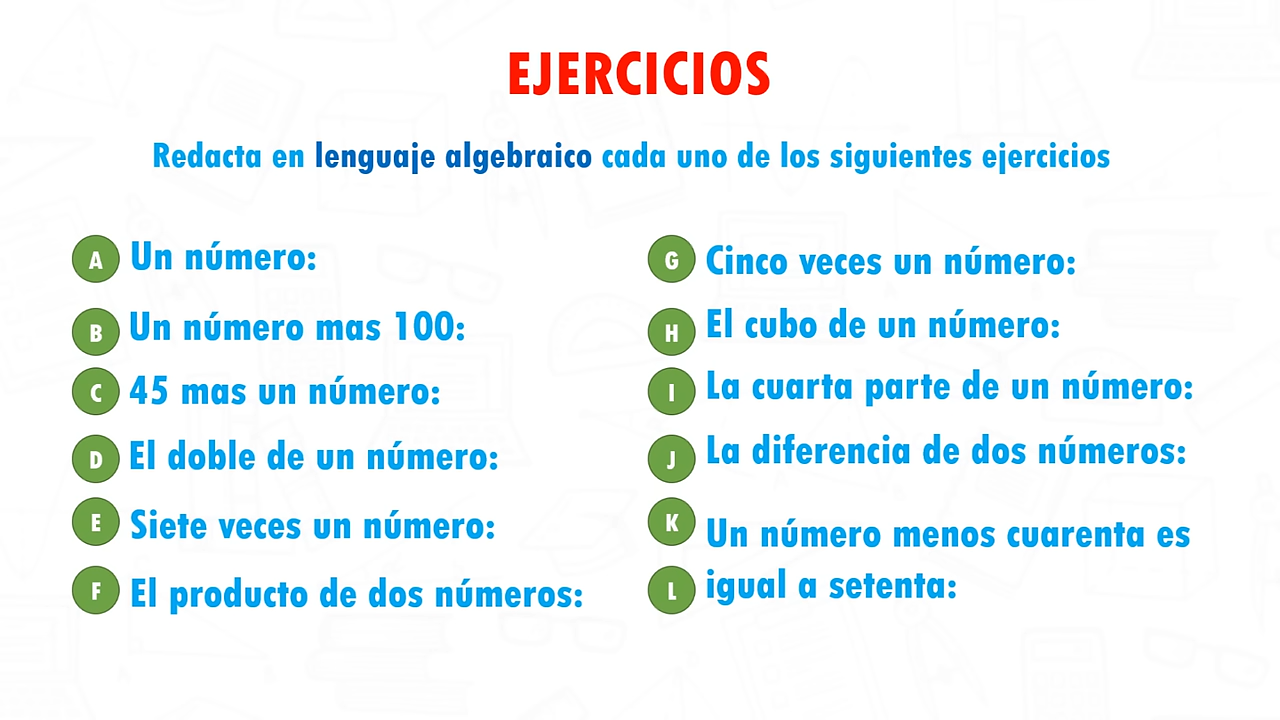 EJERCICIOS
Redacta en lenguaje algebraico cada uno de los siguientes ejercicios
A Un número:
B Un número mas 100:
C 45 mas un número:
D El doble de un número:
E Siete veces un número:
F El producto de dos números:
G Cinco veces un número:
H El cubo de un número:
I La cuarta parte de un número:
J La diferencia de dos números:
K Un número menos cuarenta es
L igual a setenta: